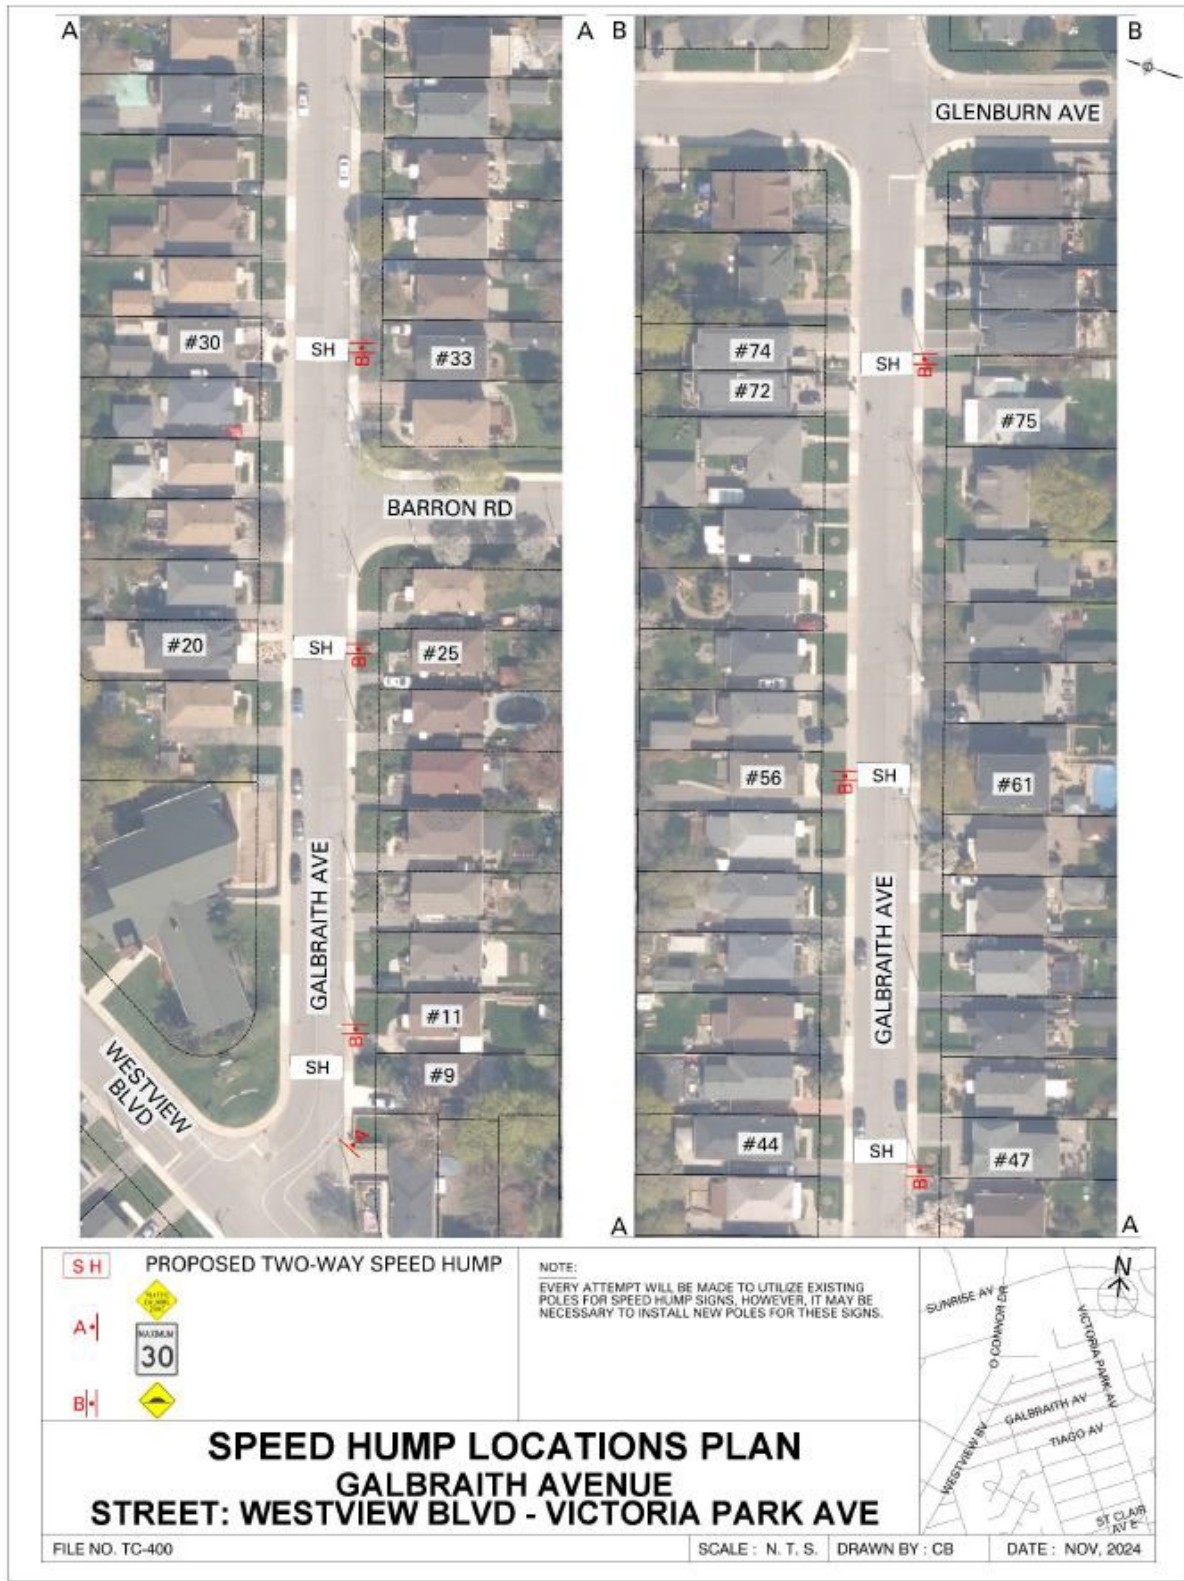 A
A
B
B
GLENBURN AVE
#30
SH
B
#33
#74
SH
B
#72
#75
BARRON RD
#20
SH
B
#25
#56
B
SH
#61
GALBRAITH AVE
GALBRAITH AVE
#11
B
SH
#9
WESTVIEW
BLVD
A
#44
SH
B
#47
A
A
SH
PROPOSED TWO-WAY SPEED HUMP
TRAFFIC
CALMING
ZONE
A
MAXIMUM
30
B
NOTE:
EVERY ATTEMPT WILL BE MADE TO UTILIZE EXISTING
POLES FOR SPEED HUMP SIGNS, HOWEVER, IT MAY BE
NECESSARY TO INSTALL NEW POLES FOR THESE SIGNS.
N
SUNRISE AV
O CONNOR DR
VICTORIA PARK AV
GALBRAITH AV
TIAGO AV
WESTVIEW BV
ST CLAIR
AV E
SPEED HUMP LOCATIONS PLAN
GALBRAITH AVENUE
STREET: WESTVIEW BLVD - VICTORIA PARK AVE
FILE NO. TC-400
SCALE : N. T. S.
DRAWN BY : CB
DATE : NOV, 2024